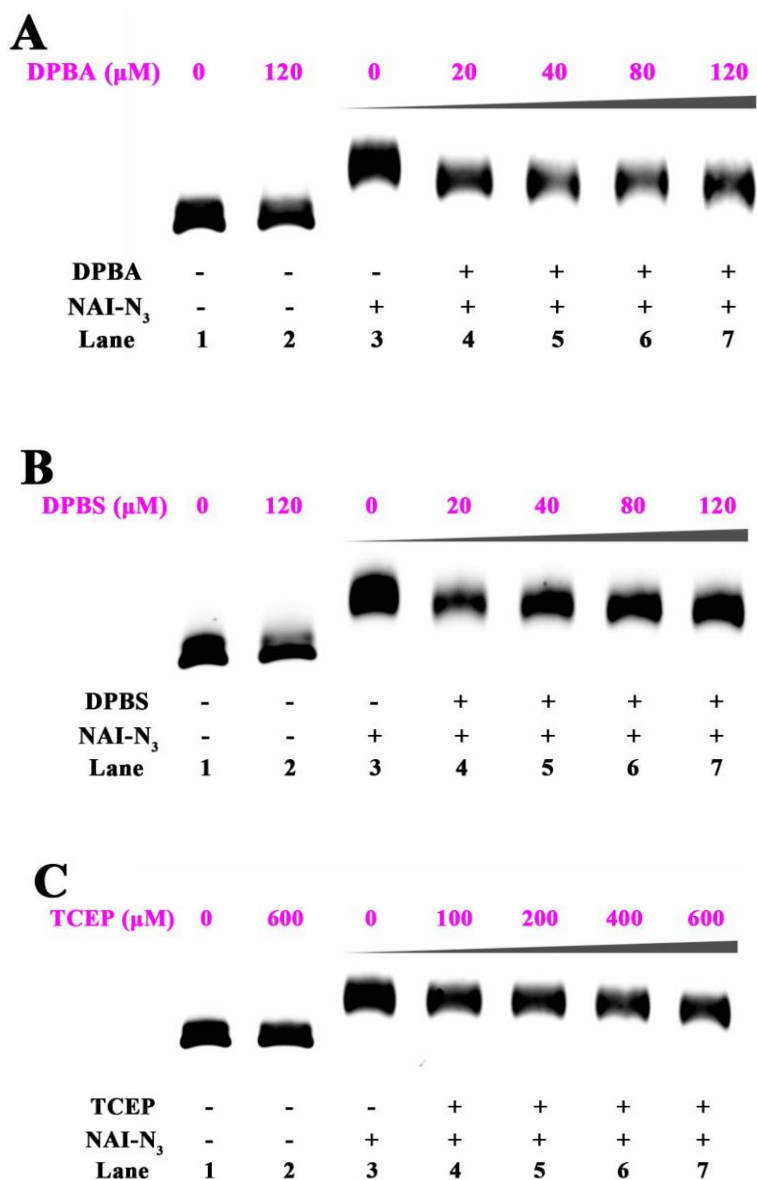 A
DPBA (μM) 0 120 0 20 40 80 120
DPBA - - - + + + +
NAI-N₃ - - + + + + +
Lane 1 2 3 4 5 6 7
B
DPBS (μM) 0 120 0 20 40 80 120
DPBS - - - + + + +
NAI-N₃ - - + + + + +
Lane 1 2 3 4 5 6 7
C
TCEP (μM) 0 600 0 100 200 400 600
TCEP - - - + + + +
NAI-N₃ - - + + + + +
Lane 1 2 3 4 5 6 7